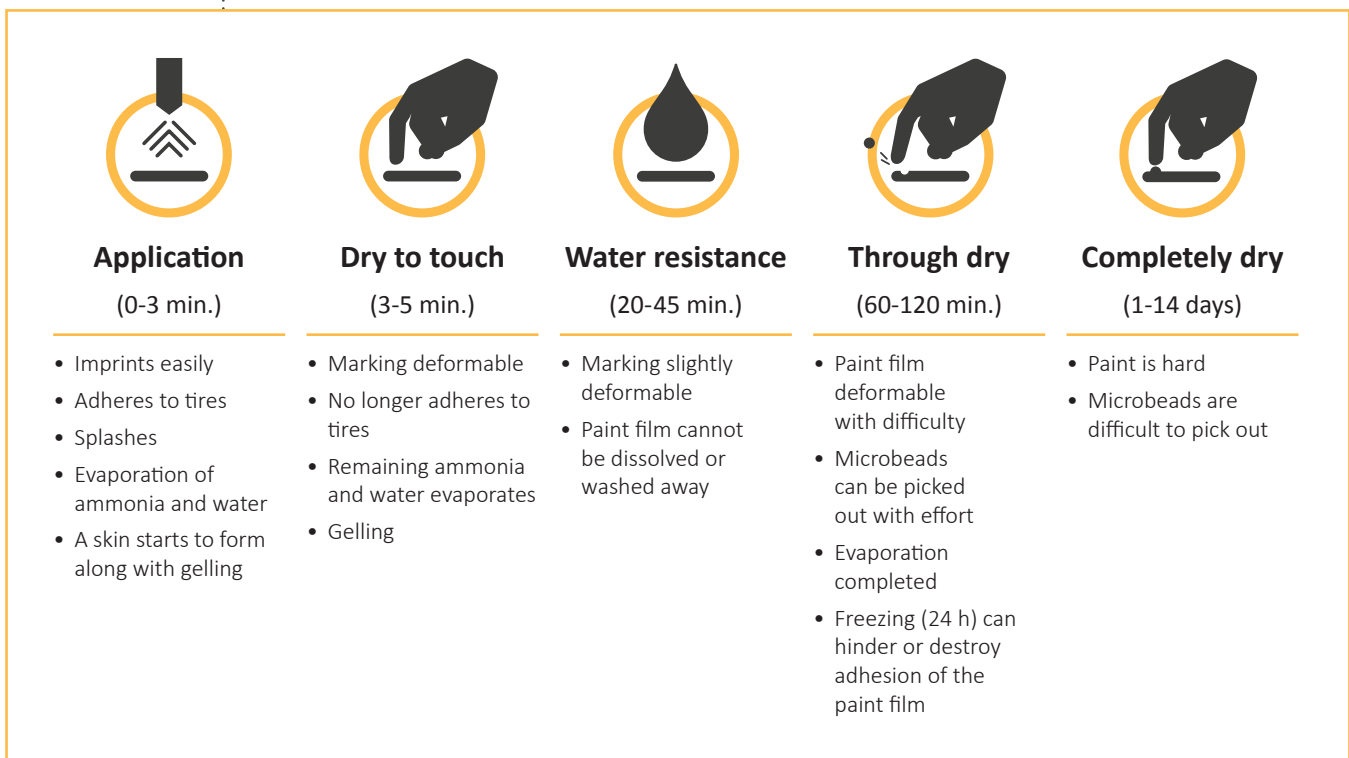 Application
(0-3 min.)
• Imprints easily
• Adheres to tires
• Splashes
• Evaporation of
ammonia and water
• A skin starts to form
along with gelling
Dry to touch
(3-5 min.)
• Marking deformable
• No longer adheres to
tires
• Remaining ammonia
and water evaporates
• Gelling
Water resistance
(20-45 min.)
• Marking slightly
deformable
• Paint film cannot
be dissolved or
washed away
Through dry
(60-120 min.)
• Paint film
deformable
with difficulty
• Microbeads
can be picked
out with effort
• Evaporation
completed
• Freezing (24 h) can
hinder or destroy
adhesion of the
paint film
Completely dry
(1-14 days)
• Paint is hard
• Microbeads are
difficult to pick out